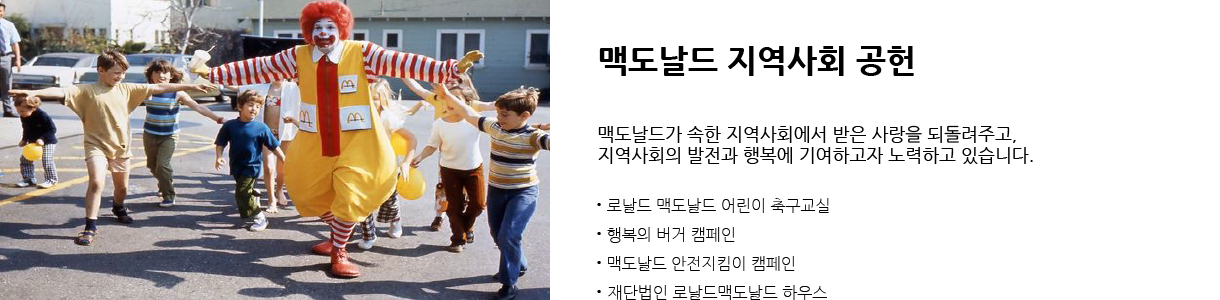 맥도날드 지역사회 공헌
맥도날드가 속한 지역사회에서 받은 사랑을 되돌려주고,
지역사회의 발전과 행복에 기여하고자 노력하고 있습니다.
• 로날드 맥도날드 어린이 축구교실
• 행복의 버거 캠페인
• 맥도날드 안전지킴이 캠페인
• 재단법인 로날드맥도날드 하우스